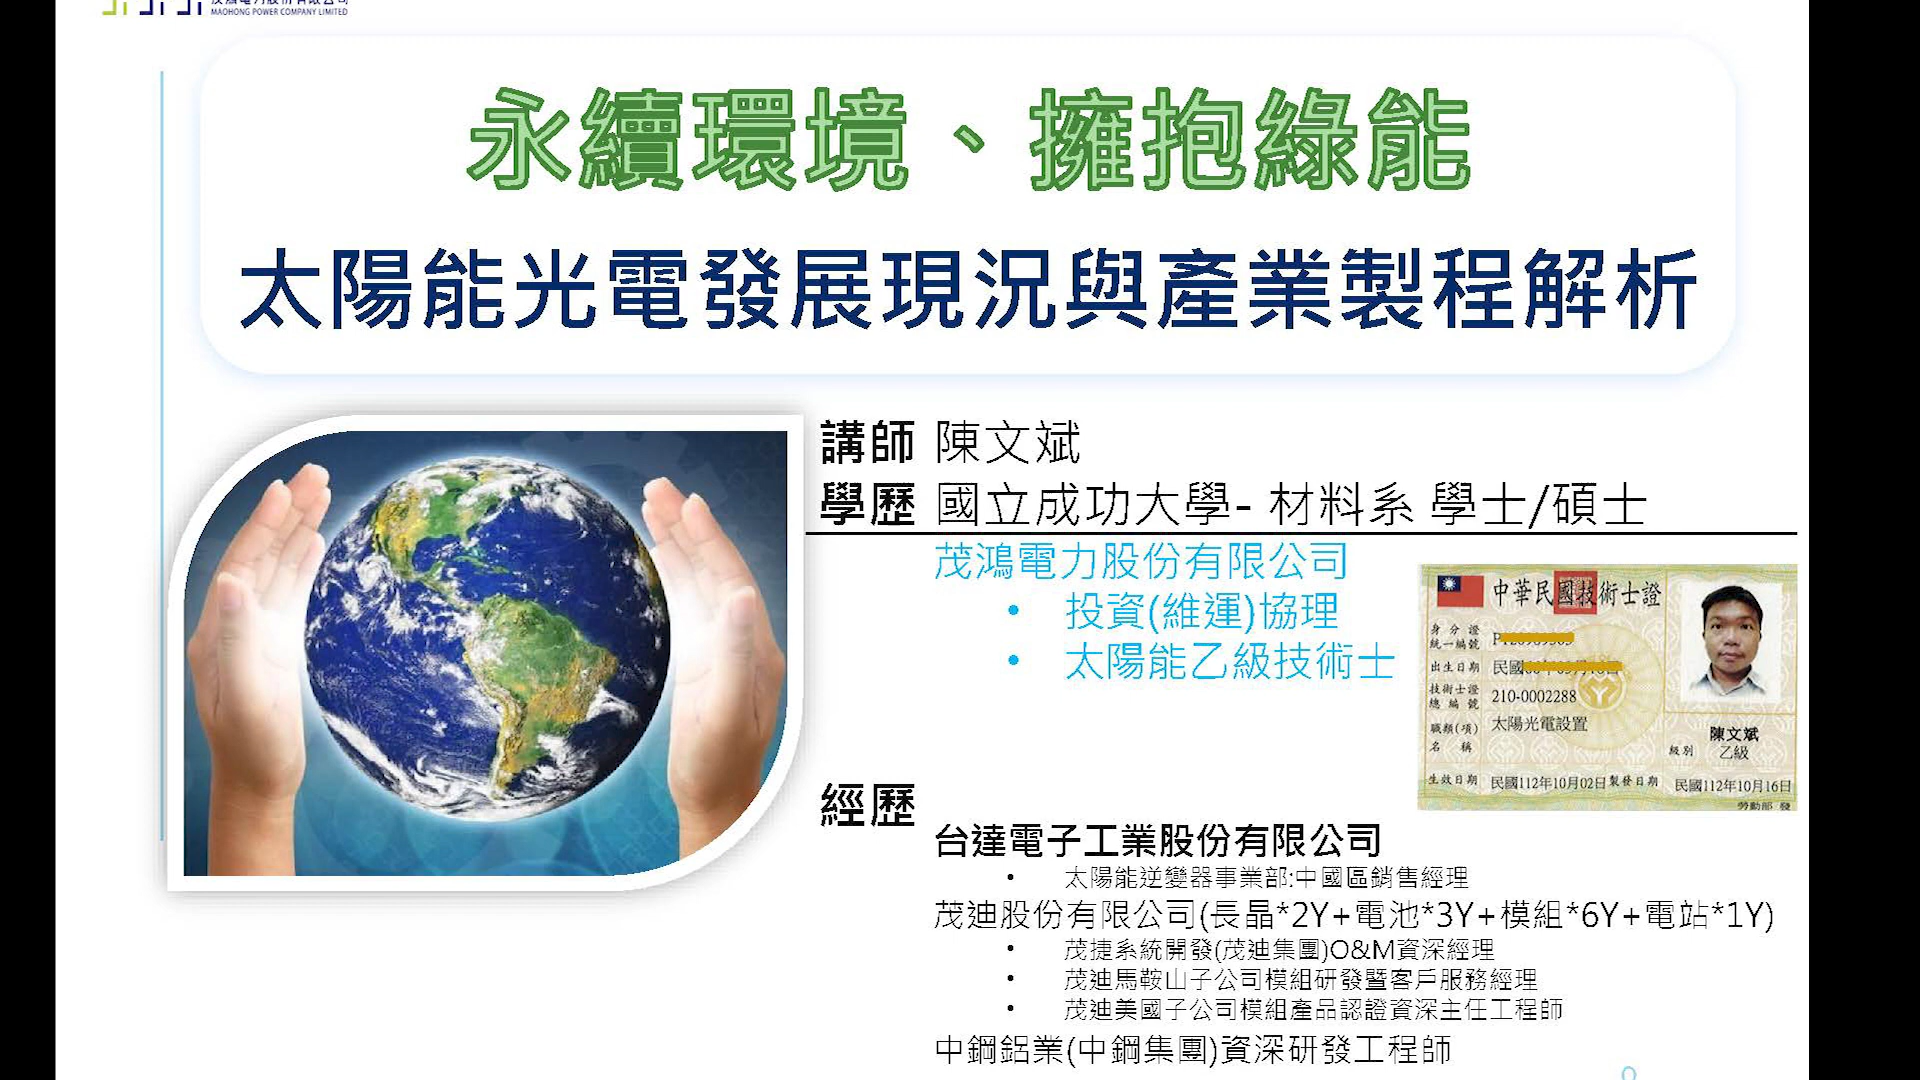 茂鴻電力股份有限公司
MAOHONG POWER COMPANY LIMITED
永續環境、擁抱綠能
太陽能光電發展現況與產業製程解析
講師 陳文斌
學歷 國立成功大學- 材料系 學士/碩士
經歷
茂鴻電力股份有限公司
• 投資(維運)協理
• 太陽能乙級技術士
中華民國技術士證
身分證
統一編號
出生日期 民國
技術士證
總編號 210-0002288
職類(項)
名稱 太陽光電設置
陳文斌
級別 乙級
生效日期 民國112年10月02日 製發日期 民國112年10月16日
勞動部 發
台達電子工業股份有限公司
• 太陽能逆變器事業部:中國區銷售經理
茂迪股份有限公司(長晶*2Y+電池*3Y+模組*6Y+電站*1Y)
• 茂捷系統開發(茂迪集團)O&M資深經理
• 茂迪馬鞍山子公司模組研發暨客戶服務經理
• 茂迪美國子公司模組產品認證資深主任工程師
中鋼鋁業(中鋼集團)資深研發工程師